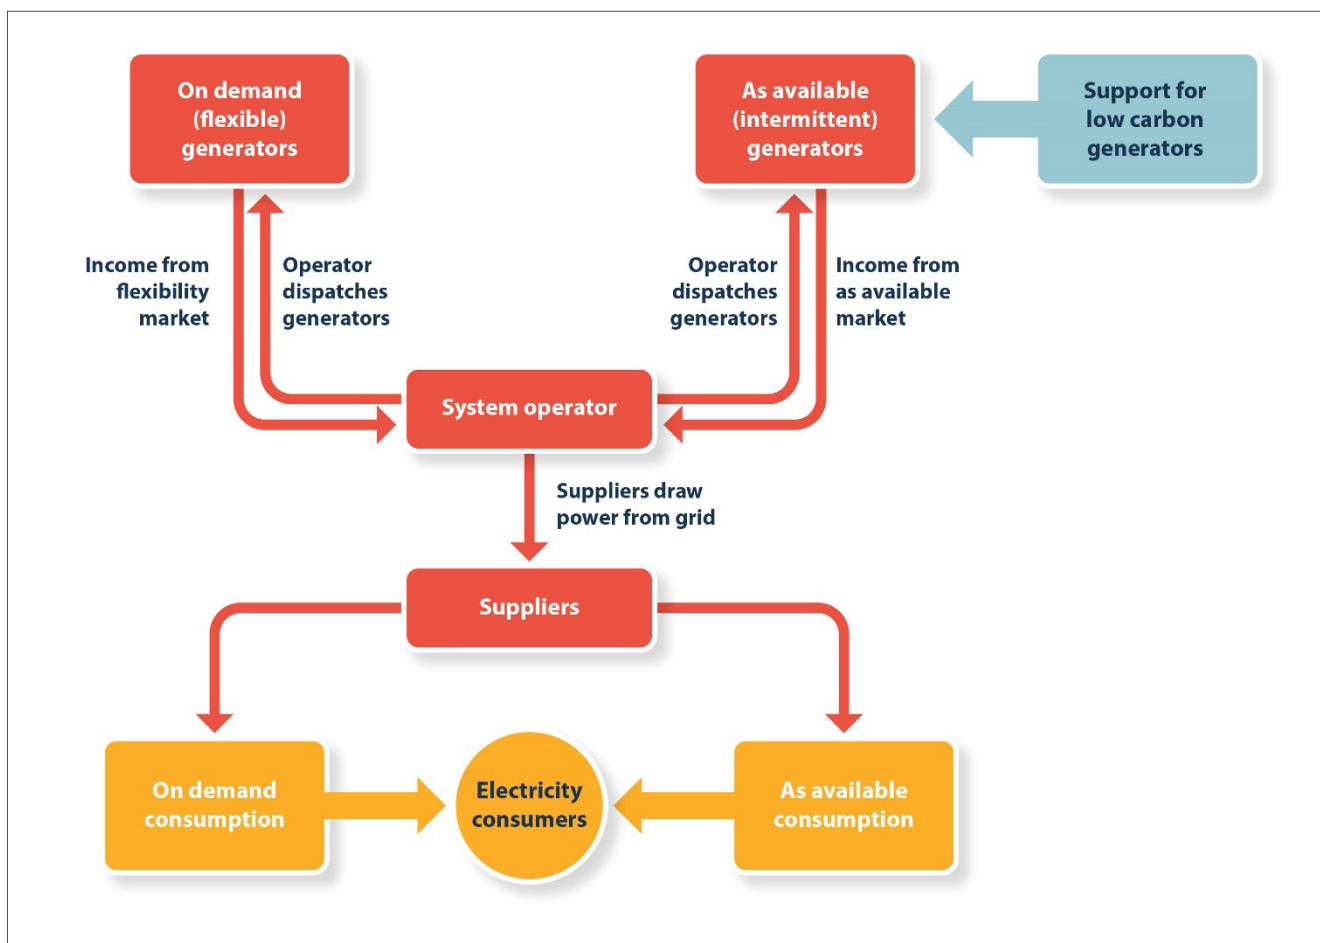 On demand
(flexible)
generators
As available
(intermittent)
generators
Support for
low carbon
generators
Income from
flexibility
market
Operator
dispatches
generators
Operator
dispatches
generators
Income from
as available
market
System operator
Suppliers draw
power from grid
Suppliers
On demand
consumption
Electricity
consumers
As available
consumption